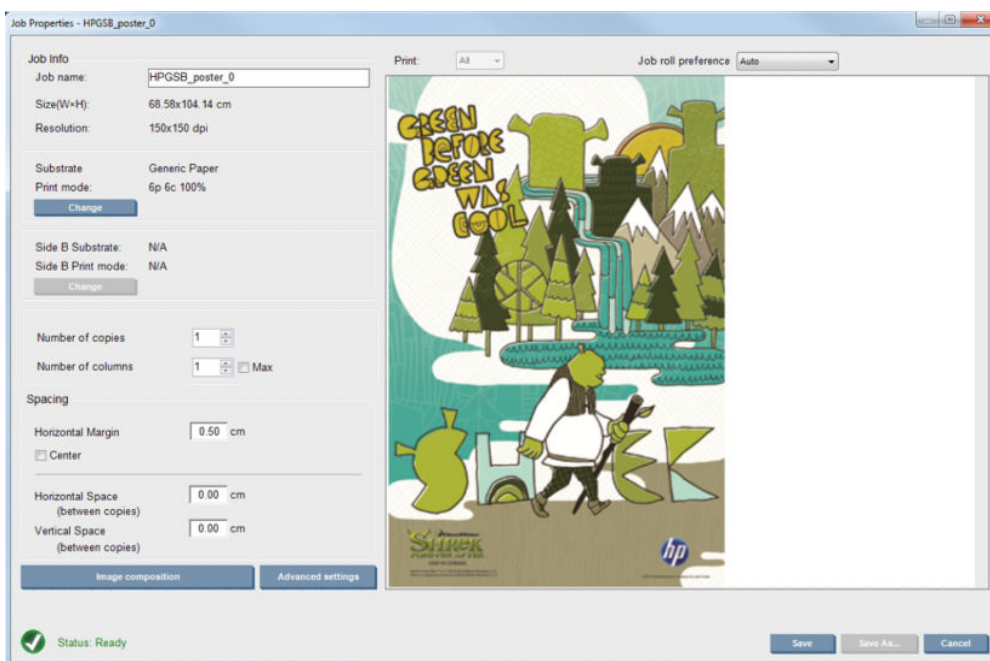 Job Properties - HPGSB_poster_0
Job Info
Job name: HPGSB_poster_0
Size(W×H): 68.58x104.14 cm
Resolution: 150x150 dpi
Substrate Generic Paper
Print mode: 6p 6c 100%
Change
Side B Substrate: N/A
Side B Print mode: N/A
Change
Number of copies 1
Number of columns 1 Max
Spacing
Horizontal Margin 0.50 cm
Center
Horizontal Space 0.00 cm
(between copies)
Vertical Space 0.00 cm
(between copies)
Image composition Advanced settings
Print: All Job roll preference Auto
GREEN
BEFORE
GREEN
WAS
COOL
SHREK
SHREK
FOREVER AFTER
hp
Status: Ready
Save Save As... Cancel